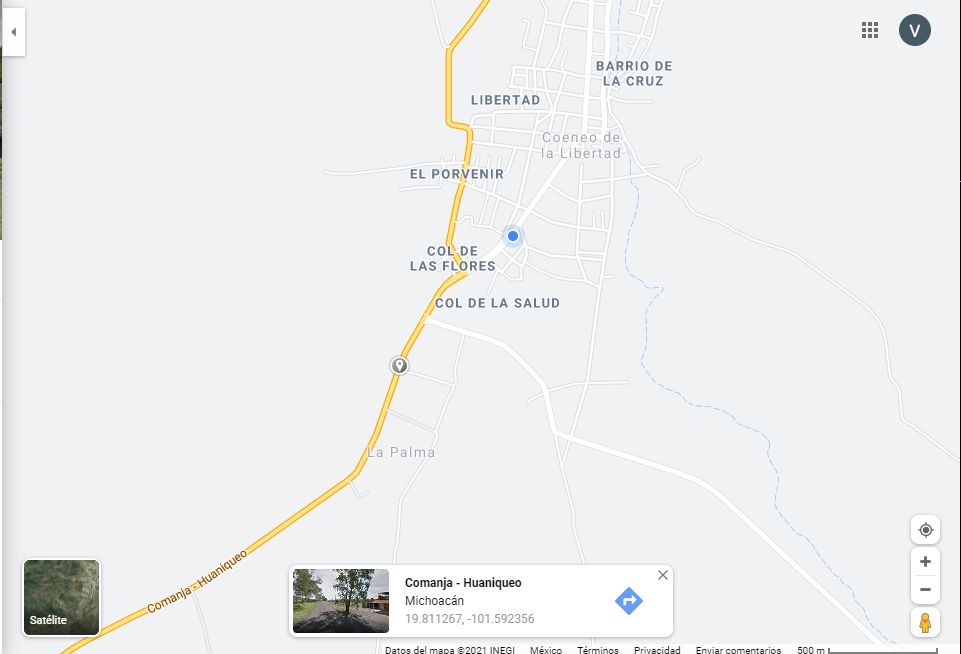 V
BARRIO DE
LA CRUZ
LIBERTAD
Coeneo de
la Libertad
EL PORVENIR
COL DE
LAS FLORES
COL DE LA SALUD
La Palma
Comanja - Huaniqueo
Satélite
Comanja - Huaniqueo
Michoacán
19.811267, -101.592356
Datos del mapa ©2021 INEGI México Términos Privacidad Enviar comentarios 500 m